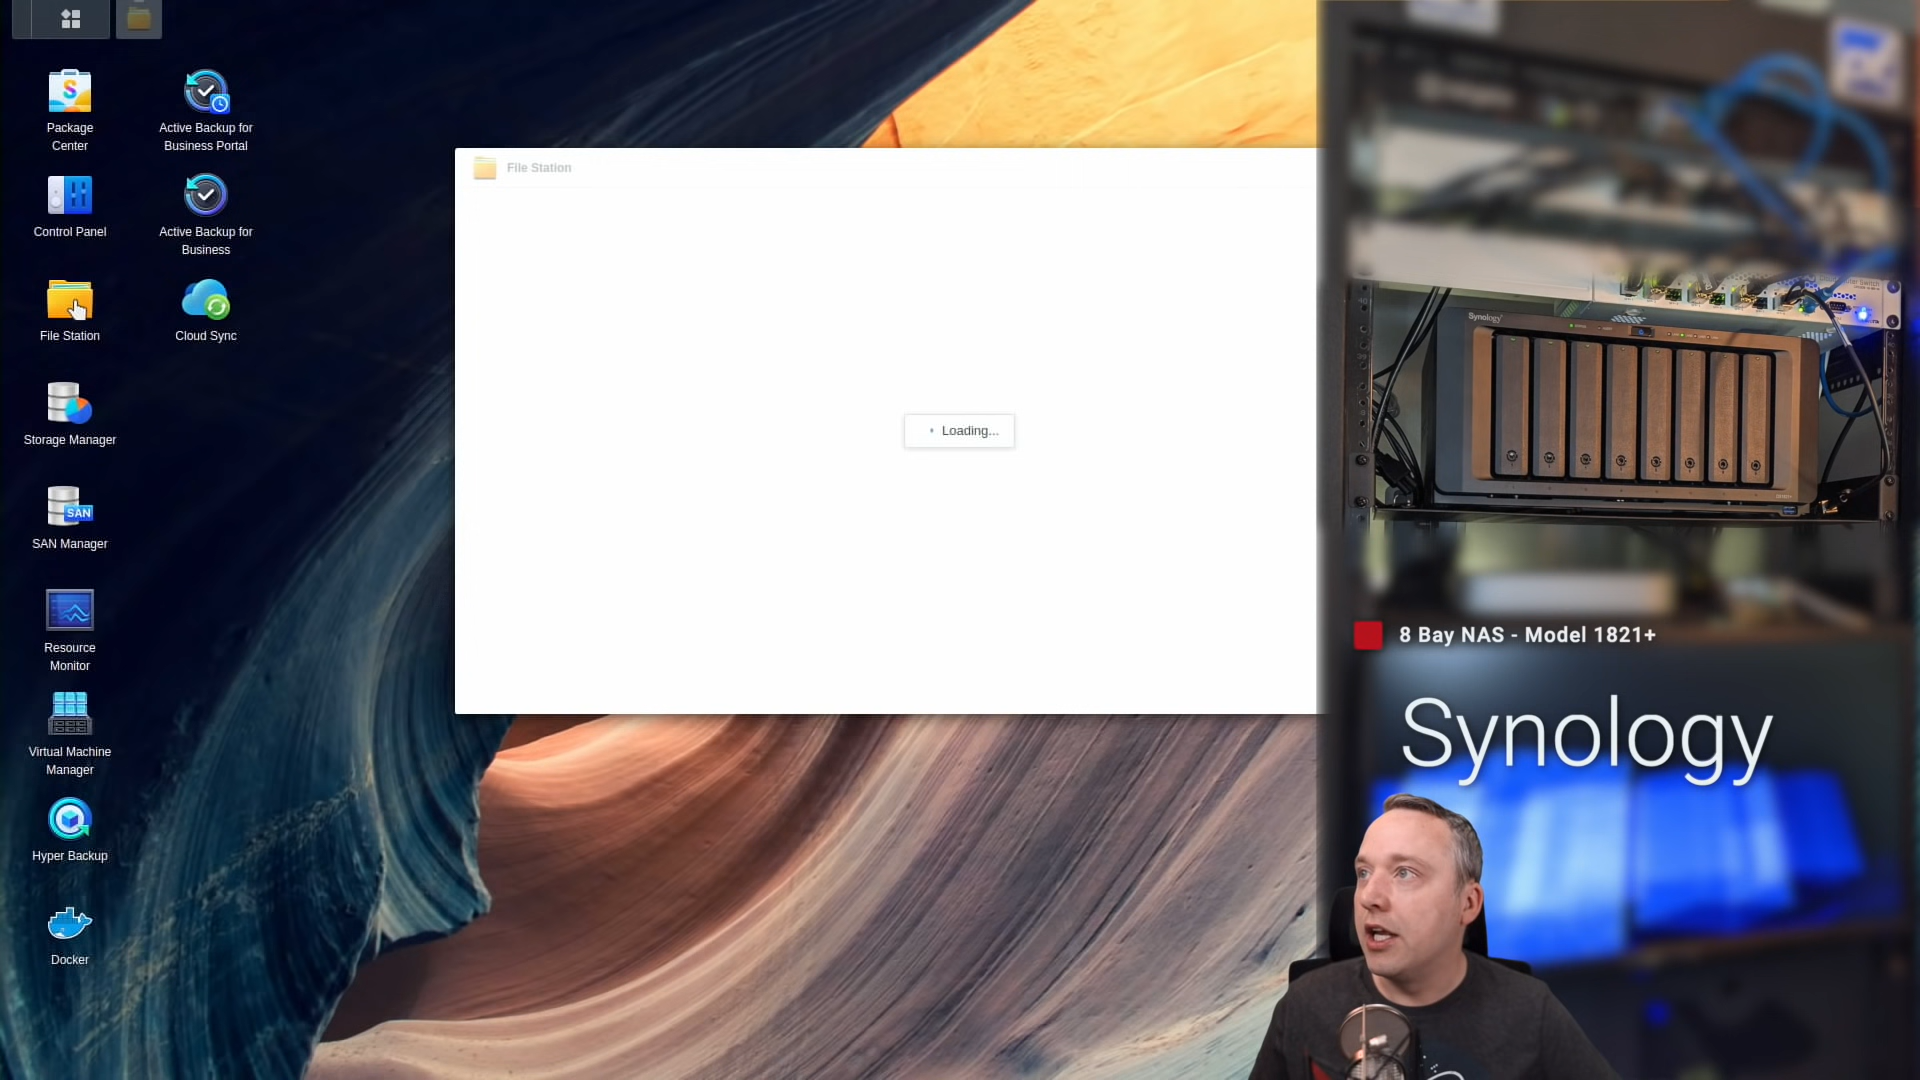 Package
Center
Active Backup for
Business Portal
Control Panel
Active Backup for
Business
File Station
Cloud Sync
Storage Manager
SAN
SAN Manager
Resource
Monitor
Virtual Machine
Manager
Hyper Backup
Docker
File Station
Loading...
Synology
8 Bay NAS - Model 1821+
Synology